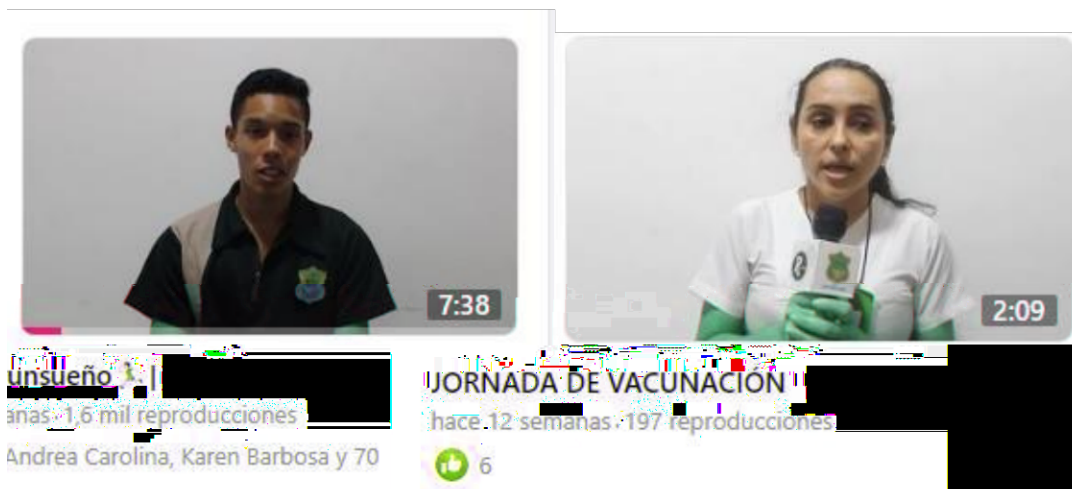 7:38
unsueño 🏃 |
anas · 1,6 mil reproducciones
Andrea Carolina, Karen Barbosa y 70
2:09
JORNADA DE VACUNACIÓN
hace 12 semanas · 197 reproducciones
6